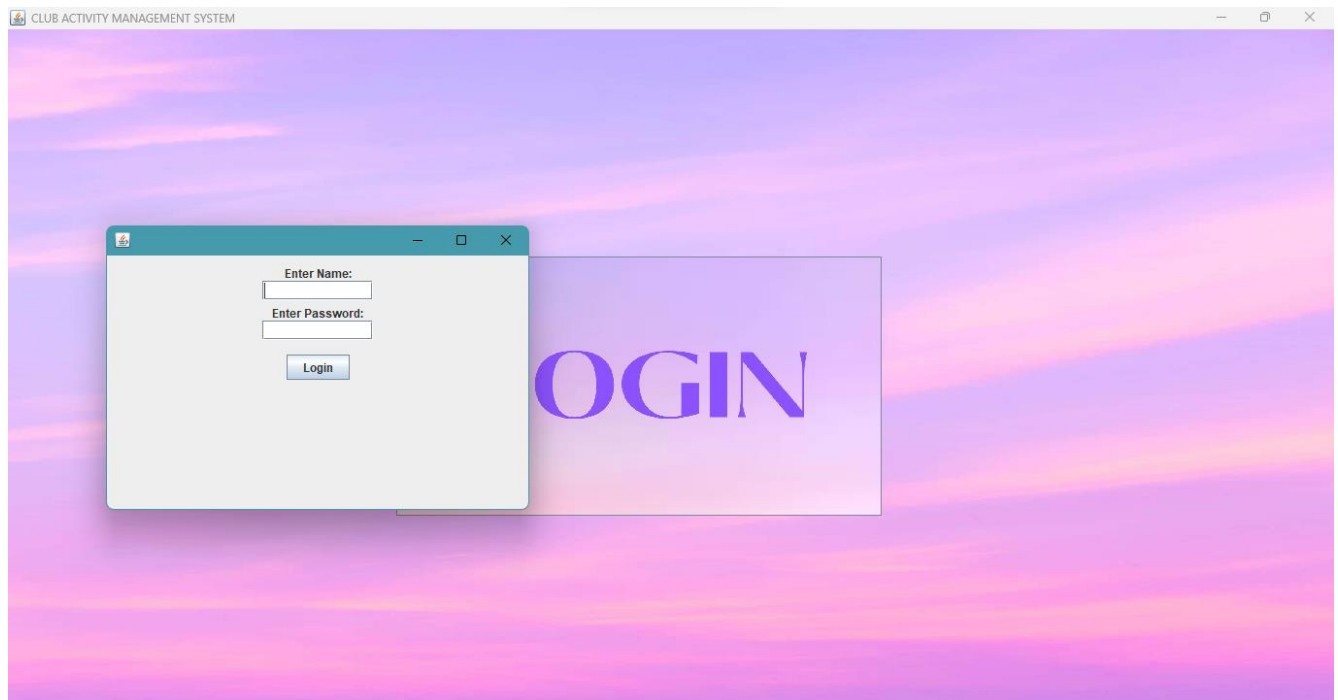 CLUB ACTIVITY MANAGEMENT SYSTEM
Enter Name:
Enter Password:
Login
OGIN